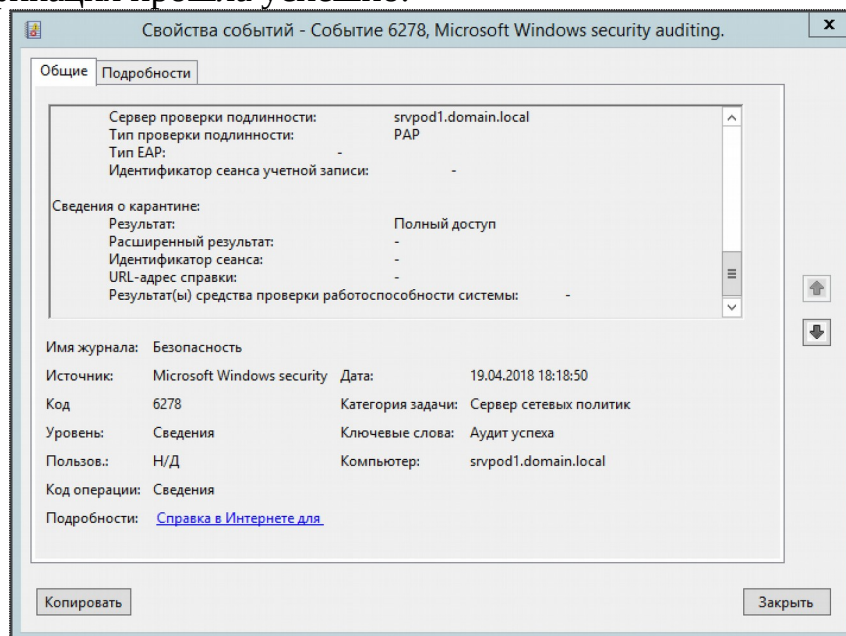 прошла успешно.
Свойства событий - Событие 6278, Microsoft Windows security auditing.
x
Общие
Подробности
Сервер проверки подлинности: srvpod1.domain.local
Тип проверки подлинности: PAP
Тип EAP: -
Идентификатор сеанса учетной записи: -
Сведения о карантине:
Результат: Полный доступ
Расширенный результат: -
Идентификатор сеанса: -
URL-адрес справки: -
Результат(ы) средства проверки работоспособности системы: -
Имя журнала: Безопасность
Источник: Microsoft Windows security Дата: 19.04.2018 18:18:50
Код 6278 Категория задачи: Сервер сетевых политик
Уровень: Сведения Ключевые слова: Аудит успеха
Пользов.: Н/Д Компьютер: srvpod1.domain.local
Код операции: Сведения
Подробности: Справка в Интернете для
Копировать
Закрыть